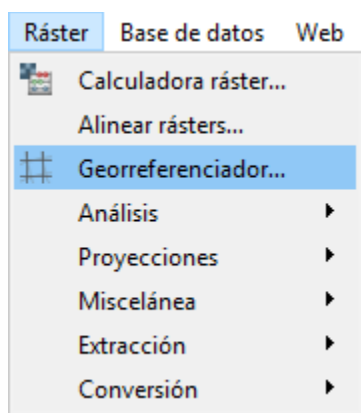 Ráster Base de datos Web
Calculadora ráster...
Alinear rásters...
Georreferenciador...
Análisis
Proyecciones
Miscelánea
Extracción
Conversión